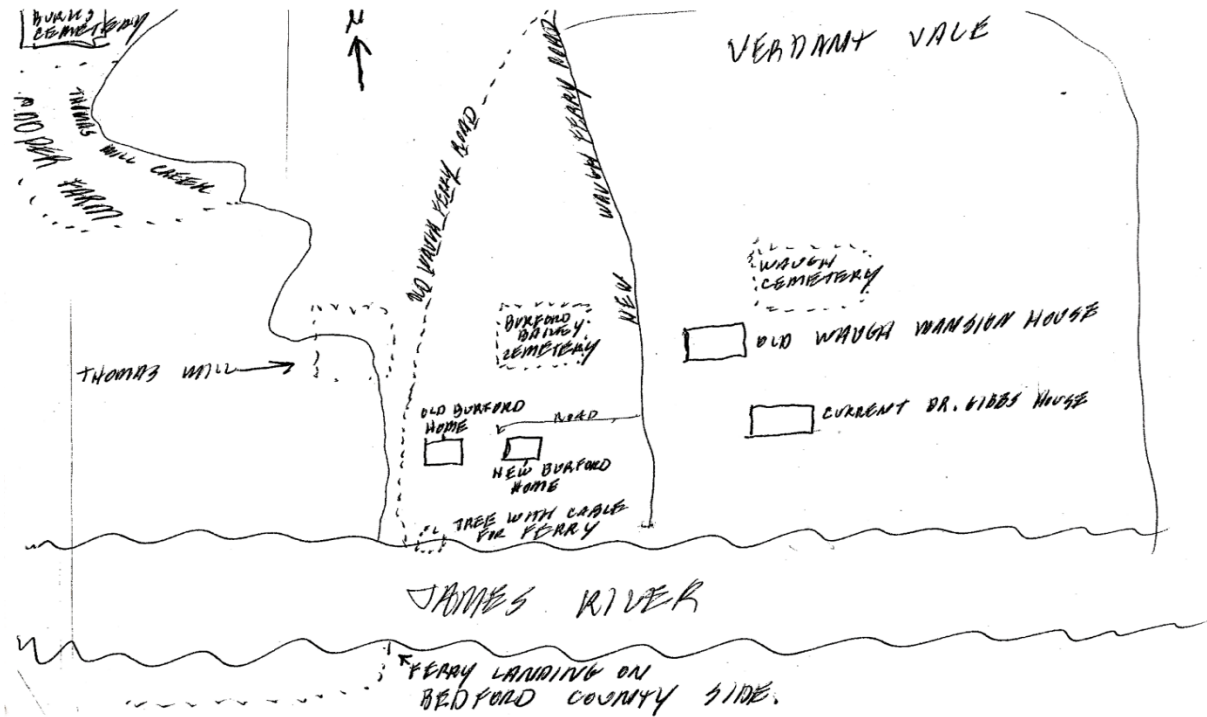 BURKS
CEMETERY
N
VERDANT VALE
THOMAS MILL CREEK
FARM
WAUGH FERRY ROAD
NEW WAUGH FERRY ROAD
WAUGH
CEMETERY
BURFORD
BAILEY
CEMETERY
OLD WAUGH MANSION HOUSE
THOMAS MILL
OLD BURFORD
HOME
ROAD
CURRENT DR. GIBBS HOUSE
NEW BURFORD
HOME
TREE WITH CABLE
FOR FERRY
JAMES RIVER
FERRY LANDING ON
BEDFORD COUNTY SIDE.